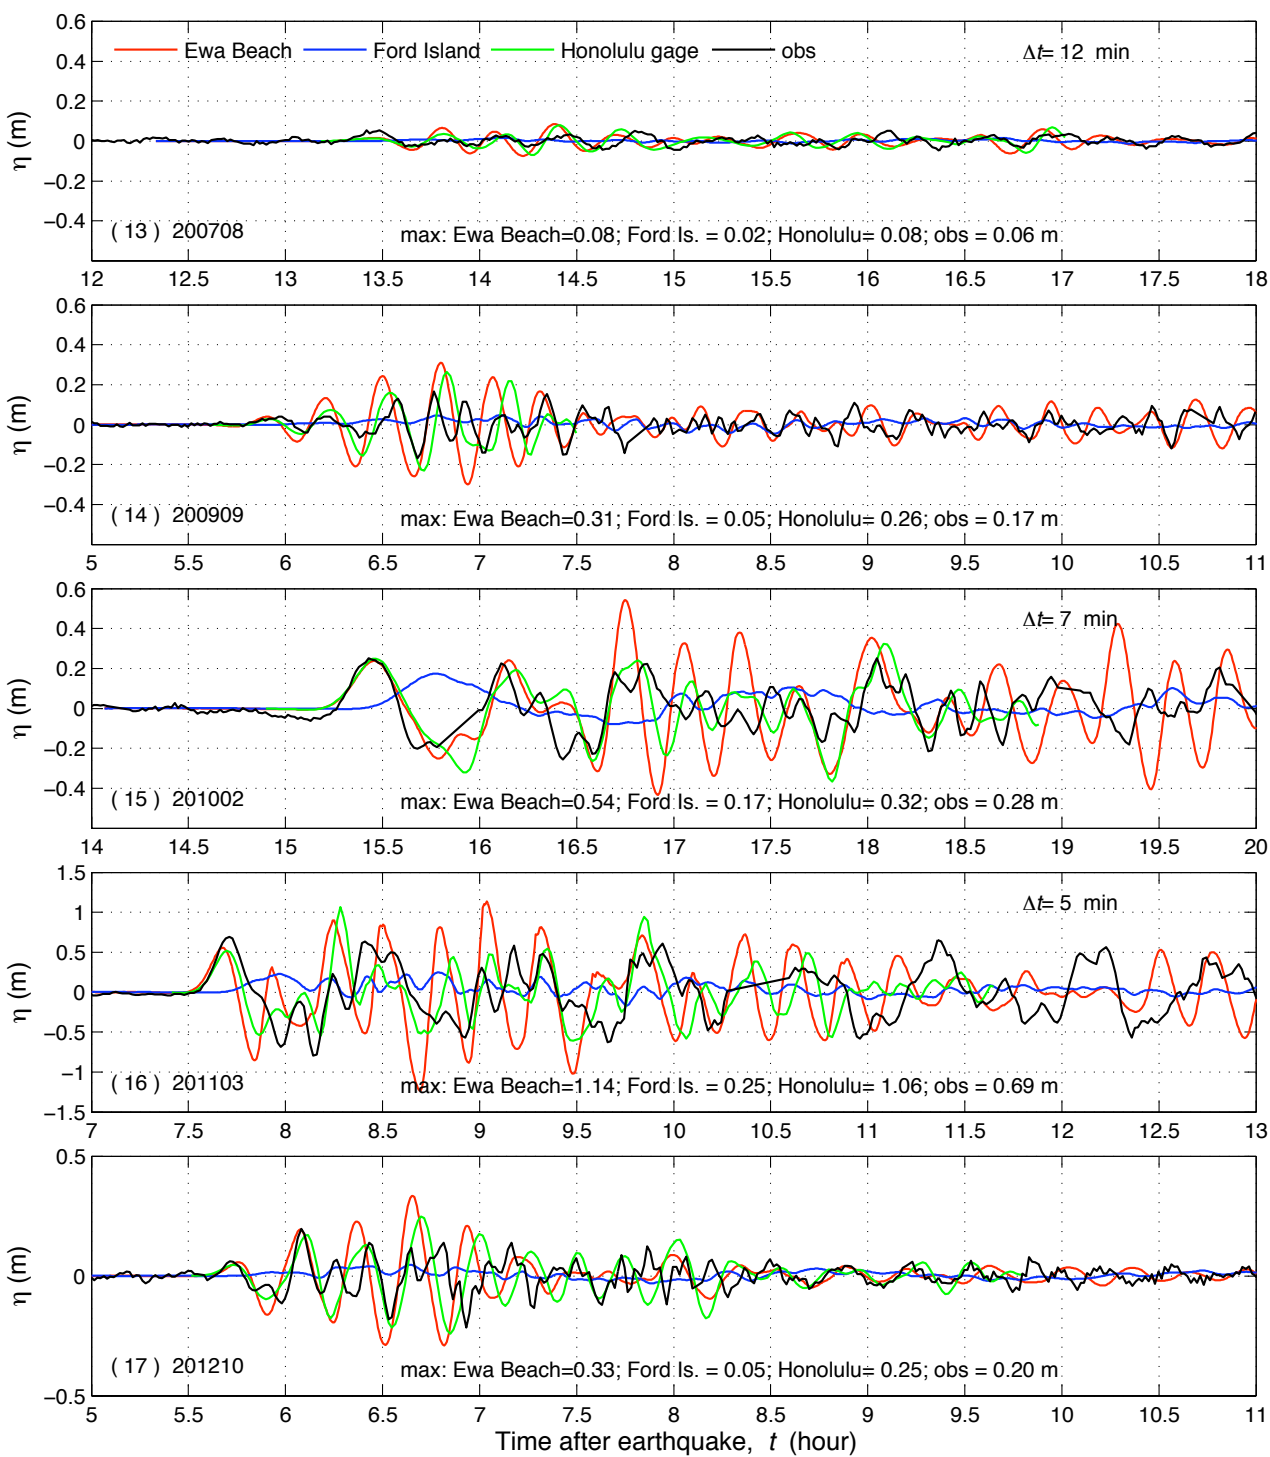 0.6
0.4
0.2
0
−0.2
−0.4
η (m)
Ewa Beach Ford Island Honolulu gage obs Δt= 12 min
( 13 ) 200708 max: Ewa Beach=0.08; Ford Is. = 0.02; Honolulu= 0.08; obs = 0.06 m
12 12.5 13 13.5 14 14.5 15 15.5 16 16.5 17 17.5 18
0.6
0.4
0.2
0
−0.2
−0.4
η (m)
( 14 ) 200909 max: Ewa Beach=0.31; Ford Is. = 0.05; Honolulu= 0.26; obs = 0.17 m
5 5.5 6 6.5 7 7.5 8 8.5 9 9.5 10 10.5 11
0.6
0.4
0.2
0
−0.2
−0.4
η (m)
Δt= 7 min
( 15 ) 201002 max: Ewa Beach=0.54; Ford Is. = 0.17; Honolulu= 0.32; obs = 0.28 m
14 14.5 15 15.5 16 16.5 17 17.5 18 18.5 19 19.5 20
1.5
1
0.5
0
−0.5
−1
−1.5
η (m)
Δt= 5 min
( 16 ) 201103 max: Ewa Beach=1.14; Ford Is. = 0.25; Honolulu= 1.06; obs = 0.69 m
7 7.5 8 8.5 9 9.5 10 10.5 11 11.5 12 12.5 13
0.5
0
−0.5
η (m)
( 17 ) 201210 max: Ewa Beach=0.33; Ford Is. = 0.05; Honolulu= 0.25; obs = 0.20 m
5 5.5 6 6.5 7 7.5 8 8.5 9 9.5 10 10.5 11
Time after earthquake, t (hour)